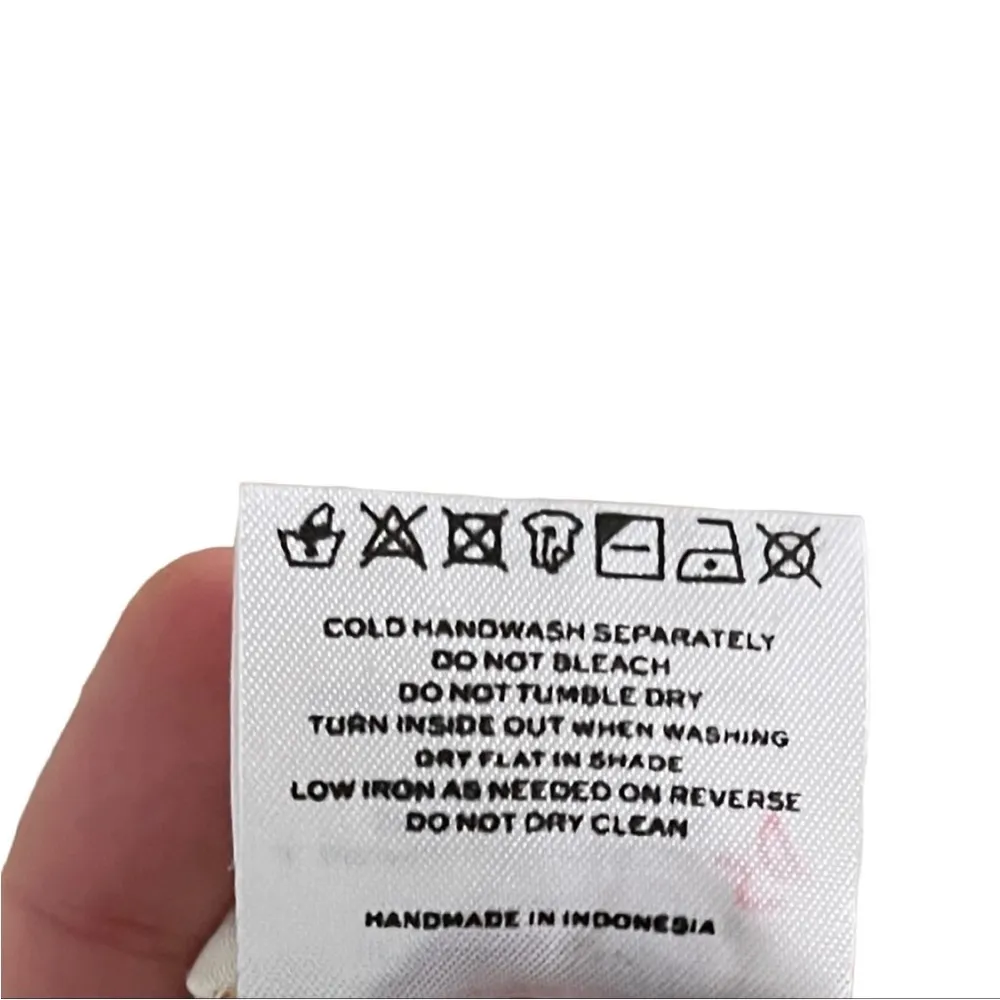 COLD HANDWASH SEPARATELY
DO NOT BLEACH
DO NOT TUMBLE DRY
TURN INSIDE OUT WHEN WASHING
DRY FLAT IN SHADE
LOW IRON AS NEEDED ON REVERSE
DO NOT DRY CLEAN
HANDMADE IN INDONESIA